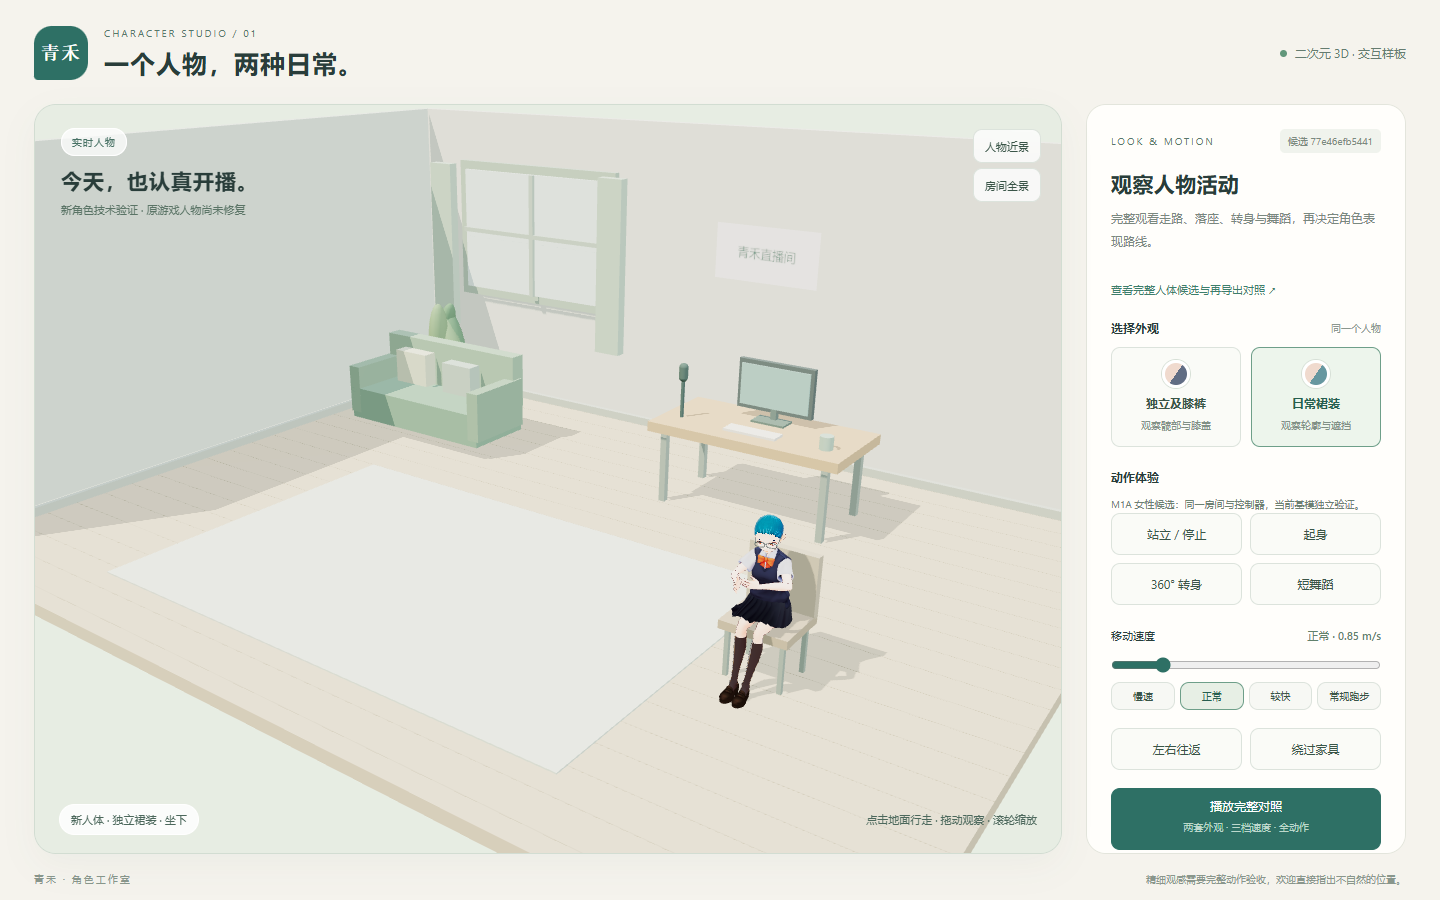 青禾
CHARACTER STUDIO / 01
一个人物，两种日常。
二次元 3D · 交互样板
实时人物
今天，也认真开播。
新角色技术验证 · 原游戏人物尚未修复
人物近景
房间全景
青禾直播间
新人体 · 独立裙装 · 坐下
点击地面行走 · 拖动观察 · 滚轮缩放
LOOK & MOTION
候选 77e46efb5441
观察人物活动
完整观看走路、落座、转身与舞蹈，再决定角色表
现路线。
查看完整人体候选与再导出对照 ↗
选择外观
同一个人物
独立及膝裤
观察髋部与膝盖
日常裙装
观察轮廓与遮挡
动作体验
M1A 女性候选：同一房间与控制器，当前基模独立验证。
站立 / 停止
起身
360° 转身
短舞蹈
移动速度
正常 · 0.85 m/s
慢速
正常
较快
常规跑步
左右往返
绕过家具
播放完整对照
两套外观 · 三档速度 · 全动作
青禾 · 角色工作室
精细观感需要完整动作验收，欢迎直接指出不自然的位置。